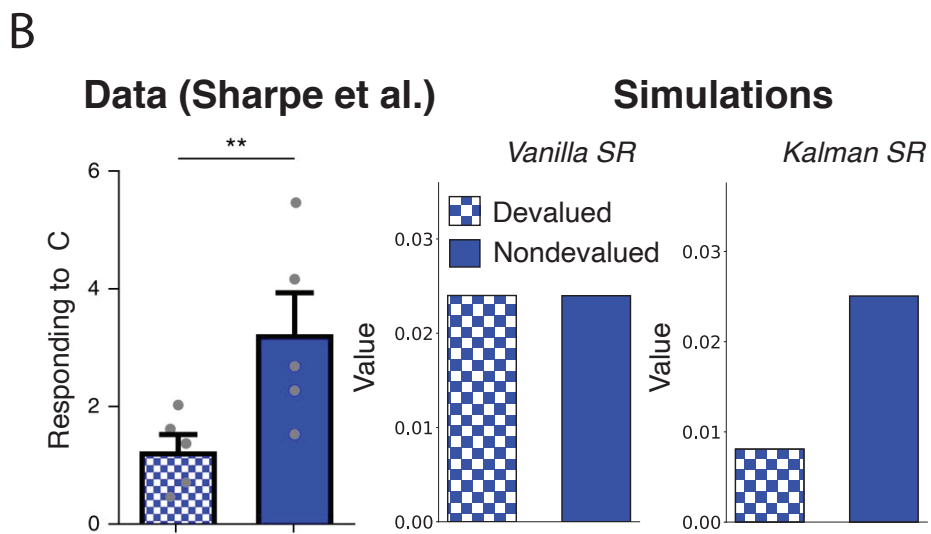 B
Data (Sharpe et al.)
Simulations
**
Vanilla SR
Kalman SR
Responding to C
6
4
2
0
Value
0.03
0.02
0.01
0.00
Devalued
Nondevalued
Value
0.03
0.02
0.01
0.00